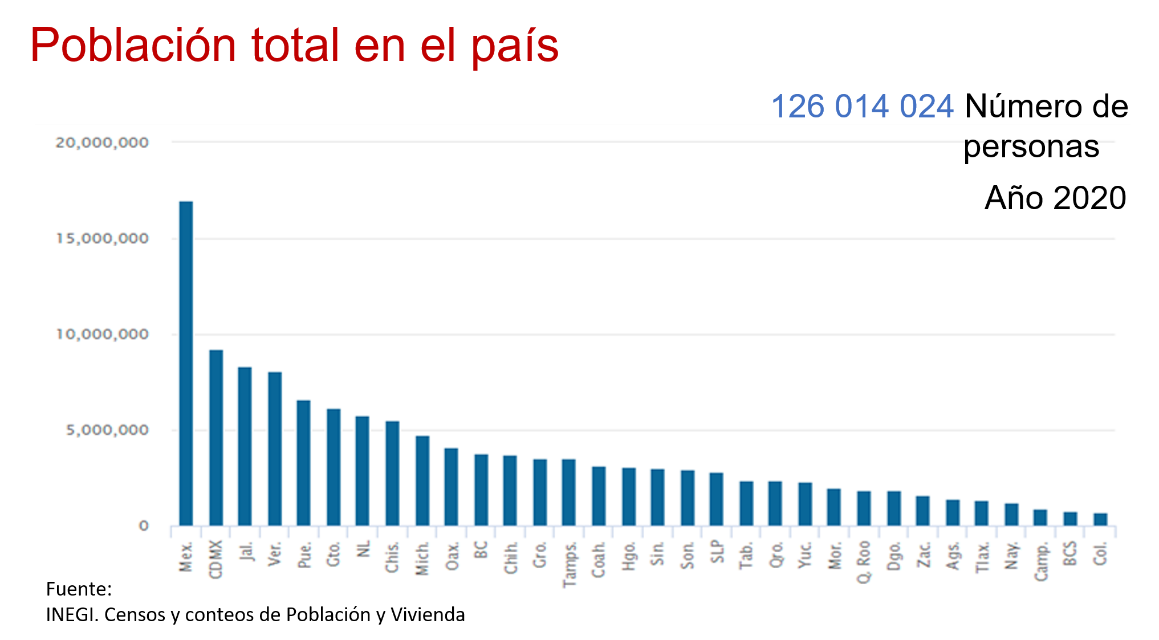 Población total en el país
126 014 024 Número de
personas
Año 2020
20,000,000
15,000,000
10,000,000
5,000,000
0
Mex. CDMX Jal. Ver. Pue. Gto. NL Chis. Mich. Oax. BC Chih. Gro. Tamps. Coah. Hgo. Sin. Son. SLP Tab. Qro. Yuc. Mor. Q. Roo Dgo. Zac. Ags. Tlax. Nay. Camp. BCS Col.
Fuente:
INEGI. Censos y conteos de Población y Vivienda